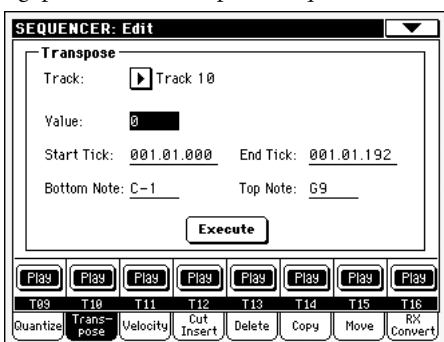 SEQUENCER: Edit
Transpose
Track: Track 10
Value: 0
Start Tick: 001.01.000 End Tick: 001.01.192
Bottom Note: C-1 Top Note: G9
Execute
Play Play Play Play Play Play Play Play
T09 T10 T11 T12 T13 T14 T15 T16
Quantize Trans-pose Velocity Cut Insert Delete Copy Move RX Convert